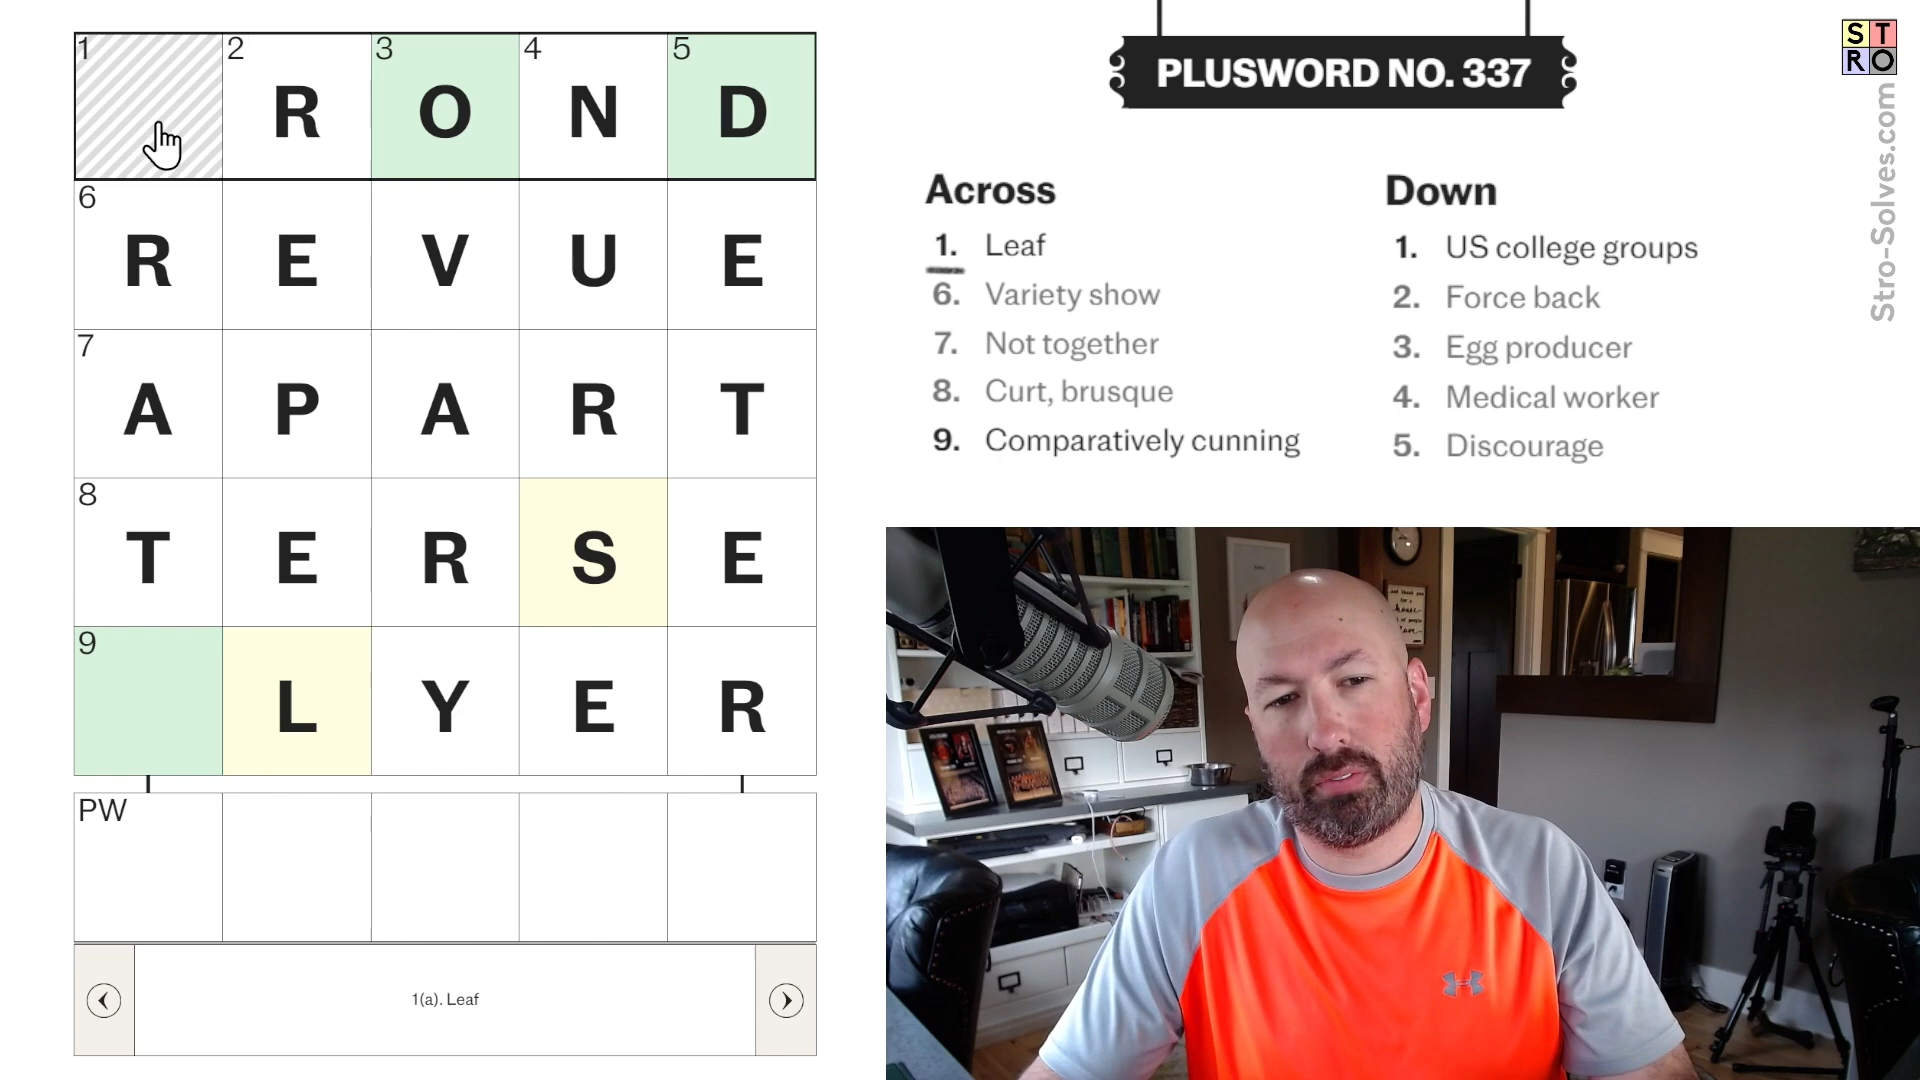 S T
R O
Stro-Solves.com
PLUSWORD NO. 337
1 2 3 4 5
R O N D
6
R E V U E
7
A P A R T
8
T E R S E
9
L Y E R
PW
1(a). Leaf
Across
1. Leaf
6. Variety show
7. Not together
8. Curt, brusque
9. Comparatively cunning
Down
1. US college groups
2. Force back
3. Egg producer
4. Medical worker
5. Discourage